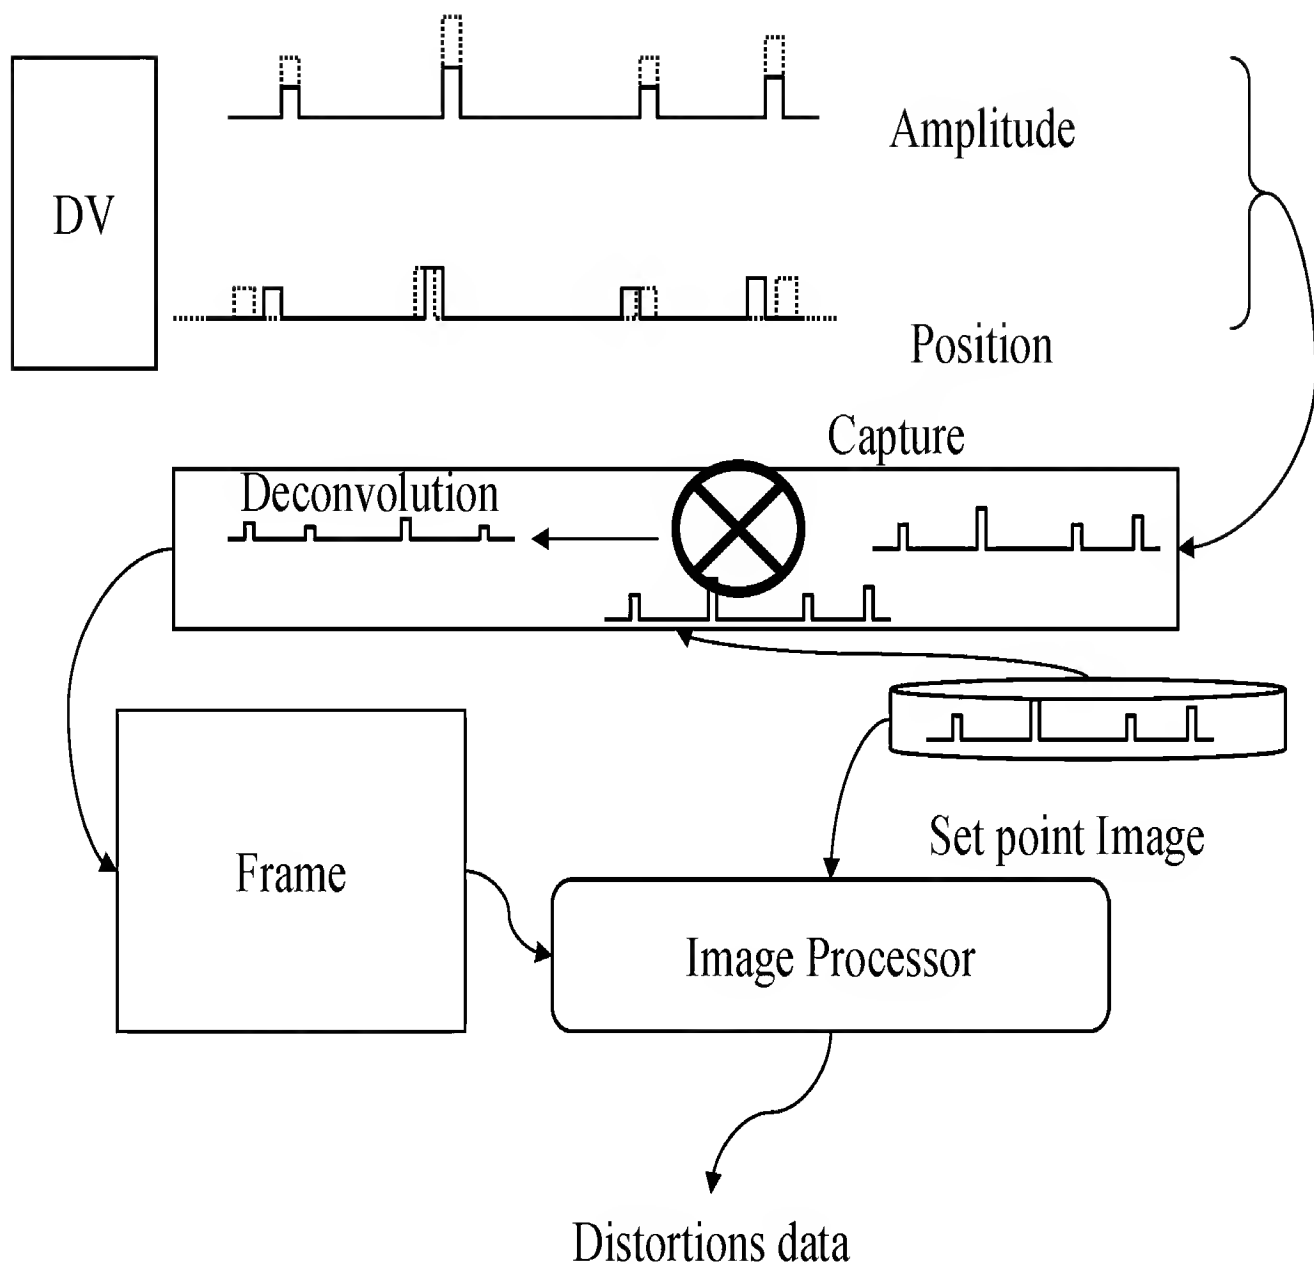 Amplitude
DV
Position
Capture
Deconvolution
Set point Image
Frame
Image Processor
Distortions data